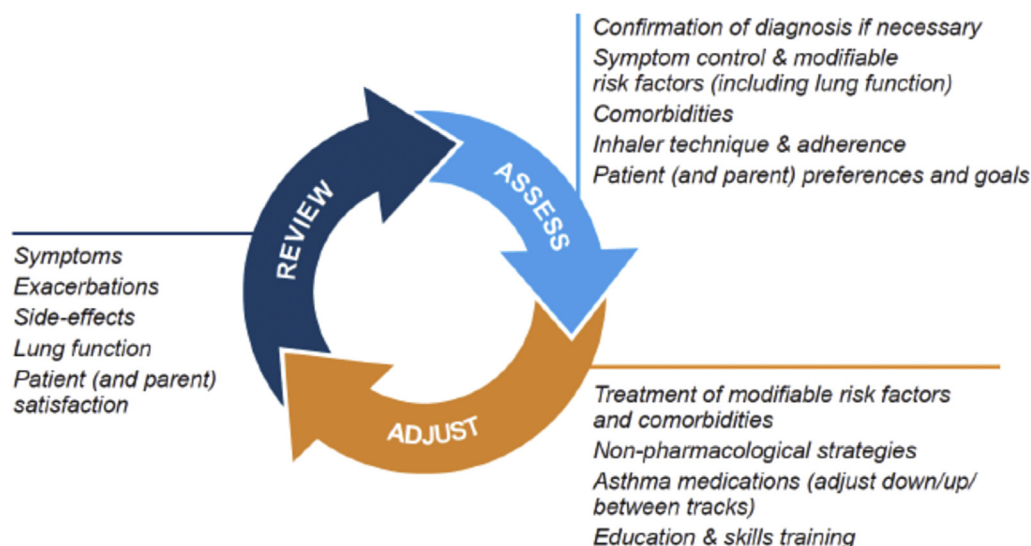 Confirmation of diagnosis if necessary
Symptom control & modifiable
risk factors (including lung function)
Comorbidities
Inhaler technique & adherence
Patient (and parent) preferences and goals
REVIEW
ASSESS
ADJUST
Symptoms
Exacerbations
Side-effects
Lung function
Patient (and parent)
satisfaction
Treatment of modifiable risk factors
and comorbidities
Non-pharmacological strategies
Asthma medications (adjust down/up/
between tracks)
Education & skills training